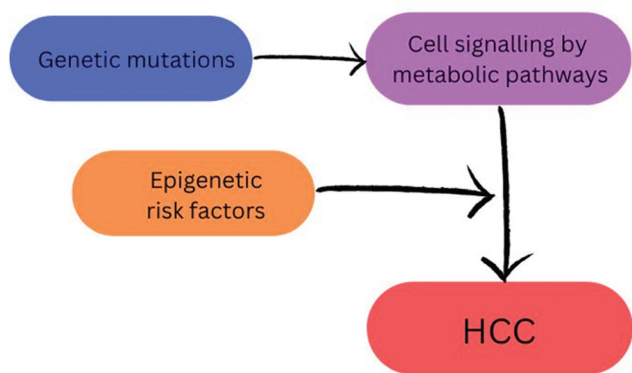 Genetic mutations
Cell signalling by
metabolic pathways
Epigenetic
risk factors
HCC